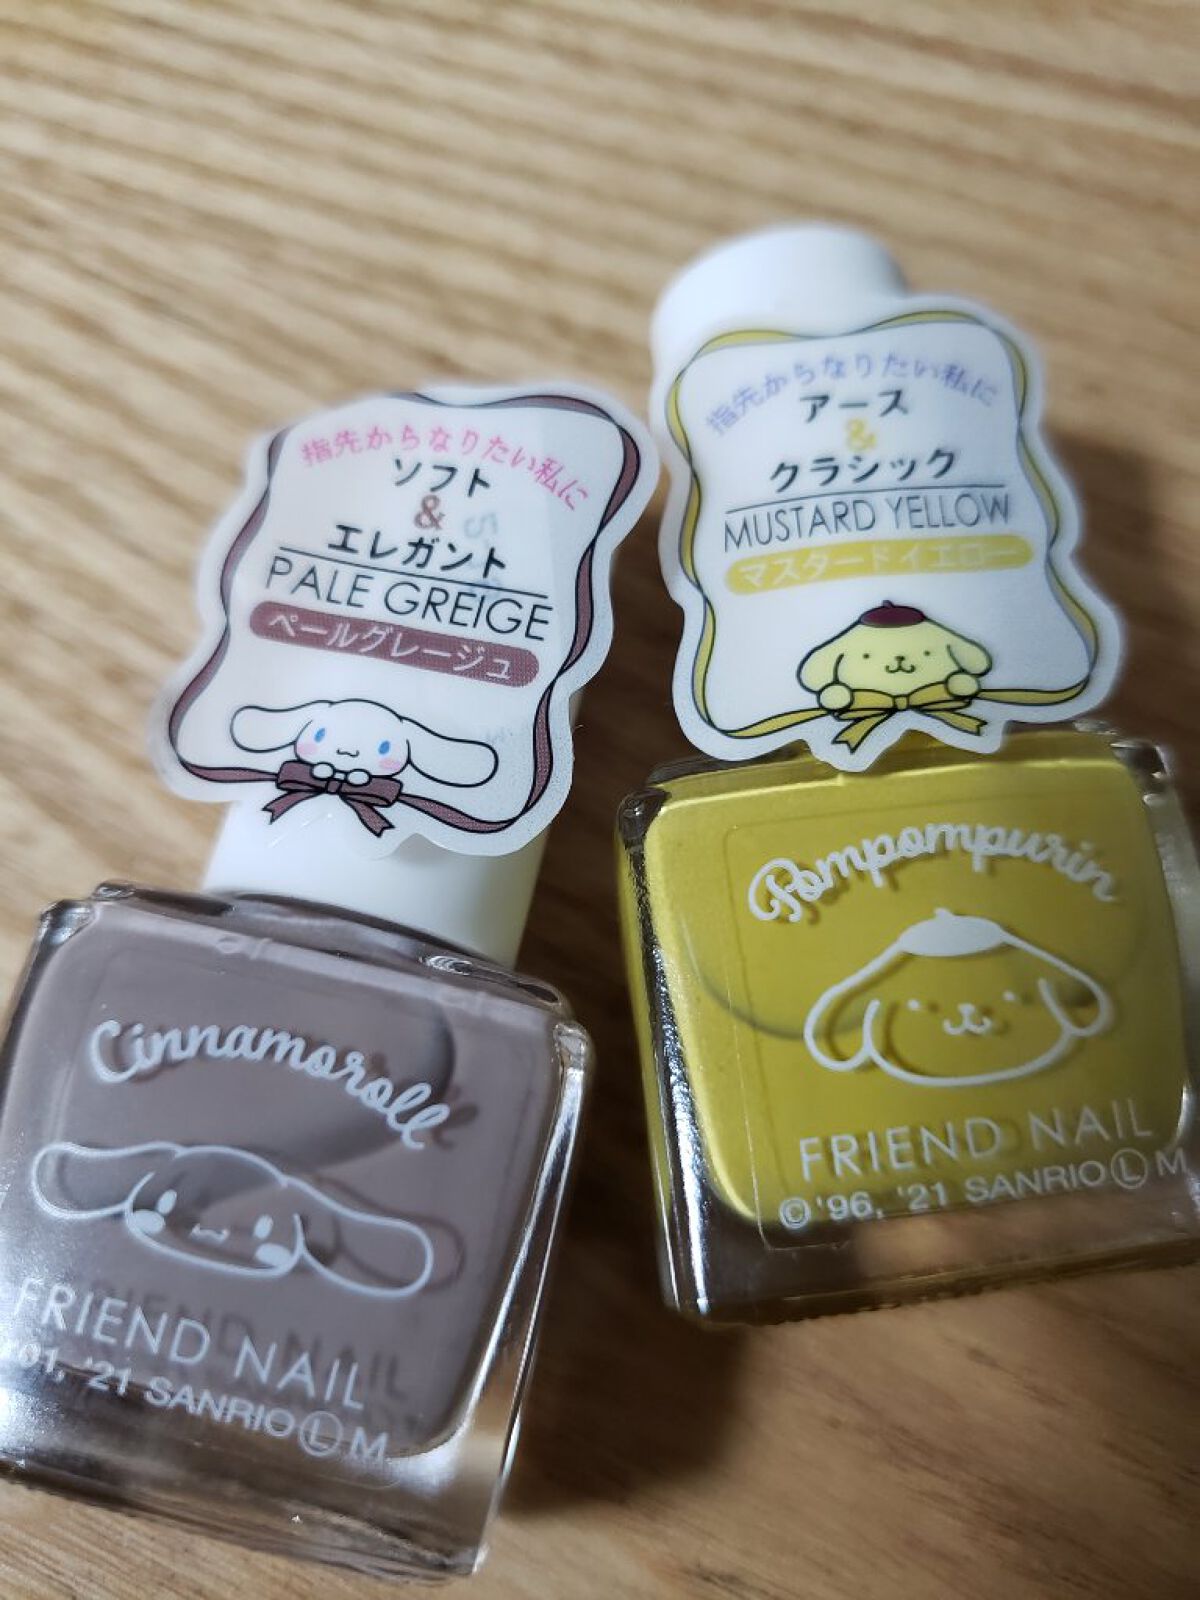 指先からなりたい私に
ソフト
&
エレガント
PALE GREIGE
ペールグレージュ
Cinnamoroll
FRIEND NAIL
'01, '21 SANRIO Ⓛ M
指先からなりたい私に
アース
&
クラシック
MUSTARD YELLOW
マスタードイエロー
Pompompurin
FRIEND NAIL
©'96, '21 SANRIO Ⓛ M